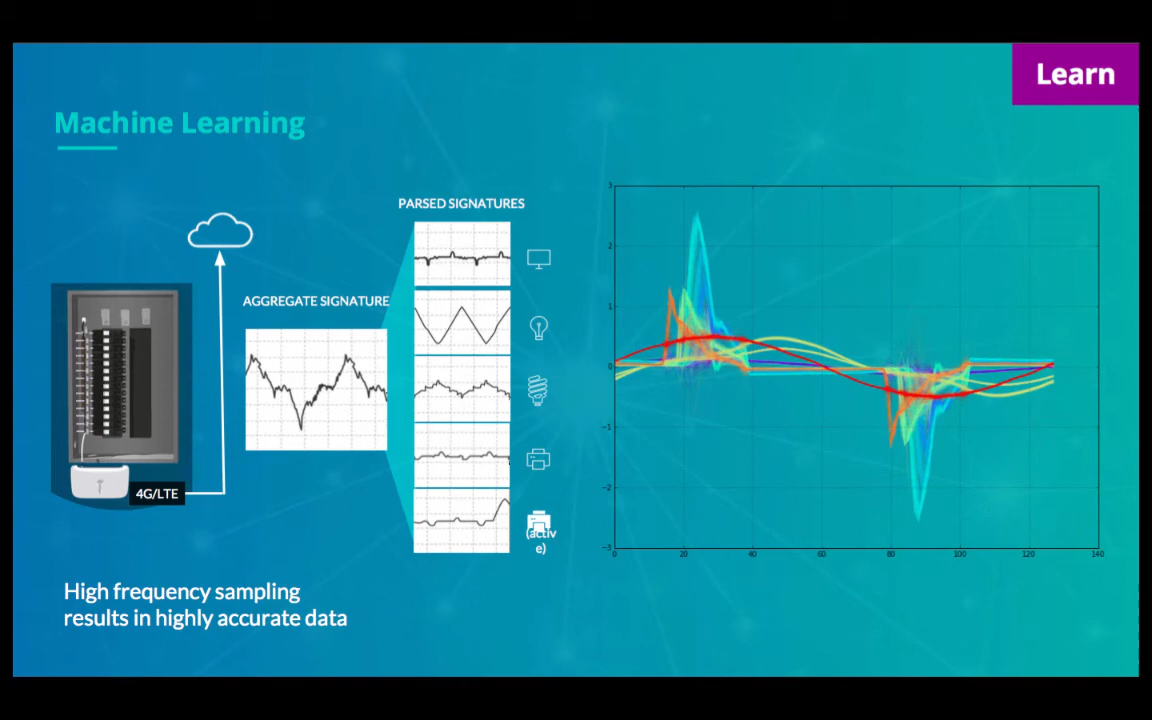 Learn
Machine Learning
PARSED SIGNATURES
AGGREGATE SIGNATURE
4G/LTE
(activ
e)
High frequency sampling
results in highly accurate data
3
2
1
0
−1
−2
−3
0 20 40 60 80 100 120 140